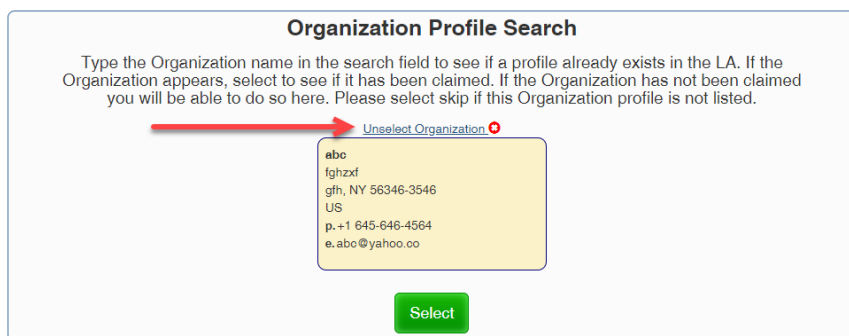 Organization Profile Search
Type the Organization name in the search field to see if a profile already exists in the LA. If the
Organization appears, select to see if it has been claimed. If the Organization has not been claimed
you will be able to do so here. Please select skip if this Organization profile is not listed.
Unselect Organization
abc
fghzxf
gfh, NY 56346-3546
US
p.+1 645-646-4564
e.abc@yahoo.co
Select